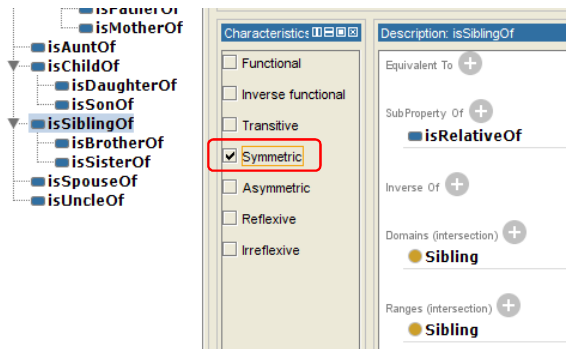 isFatherOf
isMotherOf
isAuntOf
isChildOf
isDaughterOf
isSonOf
isSiblingOf
isBrotherOf
isSisterOf
isSpouseOf
isUncleOf
Characteristics
Functional
Inverse functional
Transitive
Symmetric
Asymmetric
Reflexive
Irreflexive
Description: isSiblingOf
Equivalent To
SubProperty Of
isRelativeOf
Inverse Of
Domains (intersection)
Sibling
Ranges (intersection)
Sibling